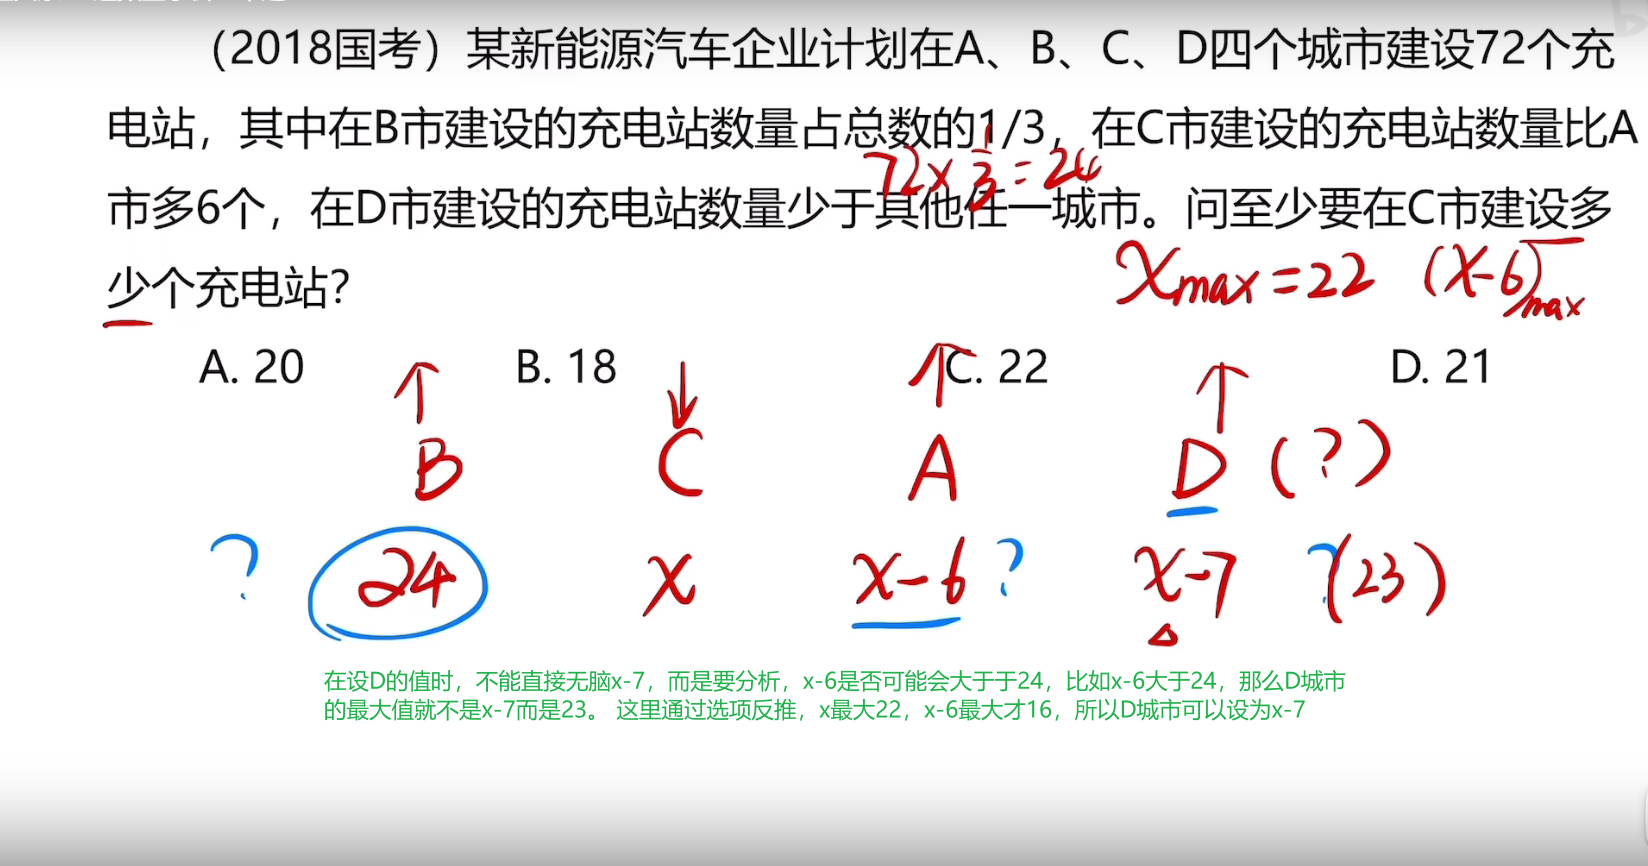 （2018国考）某新能源汽车企业计划在A、B、C、D四个城市建设72个充
电站，其中在B市建设的充电站数量占总数的1/3，在C市建设的充电站数量比A
72×1/3=24
市多6个，在D市建设的充电站数量少于其他任一城市。问至少要在C市建设多
少个充电站？
Xmax=22 (X-6)max
A. 20 B. 18 C. 22 D. 21
↑ ↓ ↑ ↑
B C A D (?)
? 24 x x-6 ? x-7 ? (23)
在设D的值时，不能直接无脑x-7，而是要分析，x-6是否可能会大于于24，比如x-6大于24，那么D城市
的最大值就不是x-7而是23。 这里通过选项反推，x最大22，x-6最大才16，所以D城市可以设为x-7